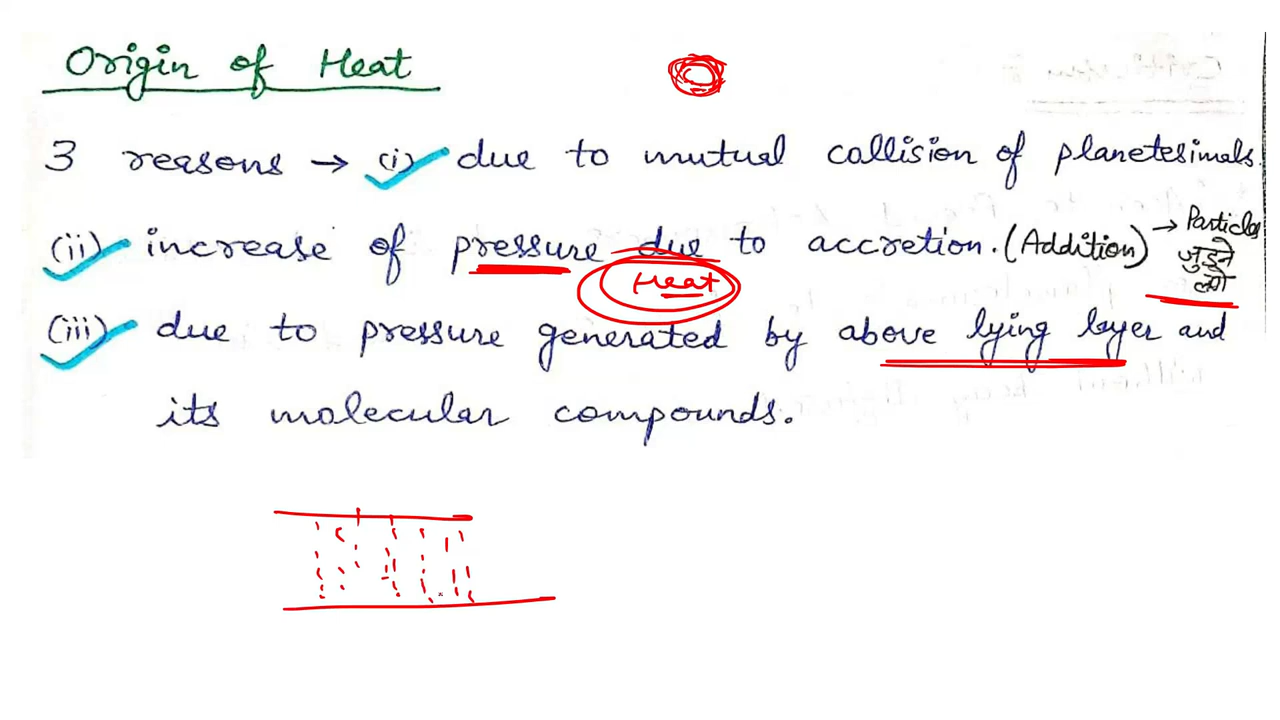 Origin of Heat
3 reasons → (i) due to mutual collision of planetesimals.
(ii) increase of pressure due to accretion. (Addition) → Particles
जुड़ने
लगे
Heat
(iii) due to pressure generated by above lying layer and
its molecular compounds.